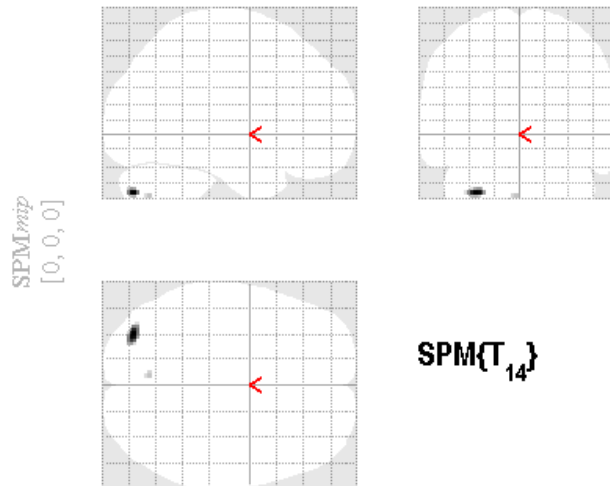 SPMmip
[0, 0, 0]
<
<
<
SPM{T₁₄}